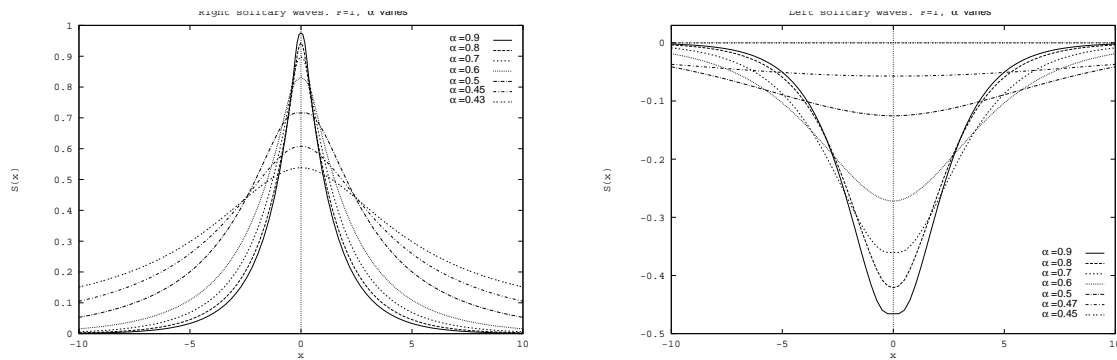 Right solitary waves: F=1, α varies
1
0.9
0.8
0.7
0.6
0.5
0.4
0.3
0.2
0.1
0
S(x)
-10
-5
0
5
10
x
α=0.9
α=0.8
α=0.7
α=0.6
α=0.5
α=0.45
α=0.43
Left solitary waves: F=1, α varies
0
-0.1
-0.2
-0.3
-0.4
-0.5
S(x)
-10
-5
0
5
10
x
α=0.9
α=0.8
α=0.7
α=0.6
α=0.5
α=0.47
α=0.45